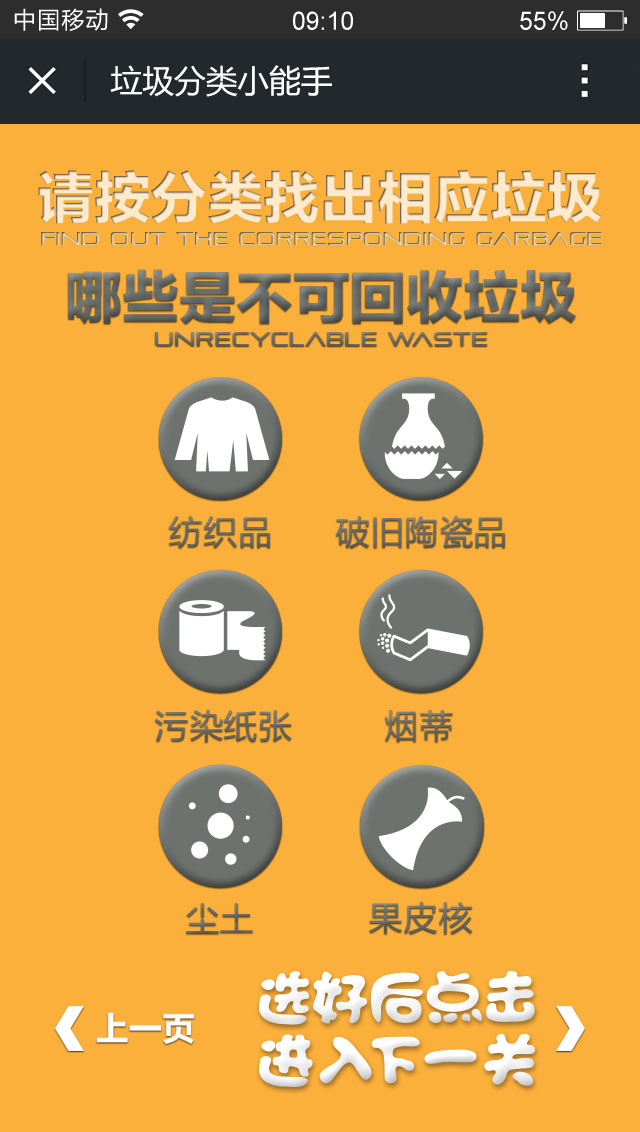 中国移动 09:10 55%
垃圾分类小能手
请按分类找出相应垃圾
FIND OUT THE CORRESPONDING GARBAGE
哪些是不可回收垃圾
UNRECYCLABLE WASTE
纺织品 破旧陶瓷品
污染纸张 烟蒂
尘土 果皮核
上一页
选好后点击
进入下一关